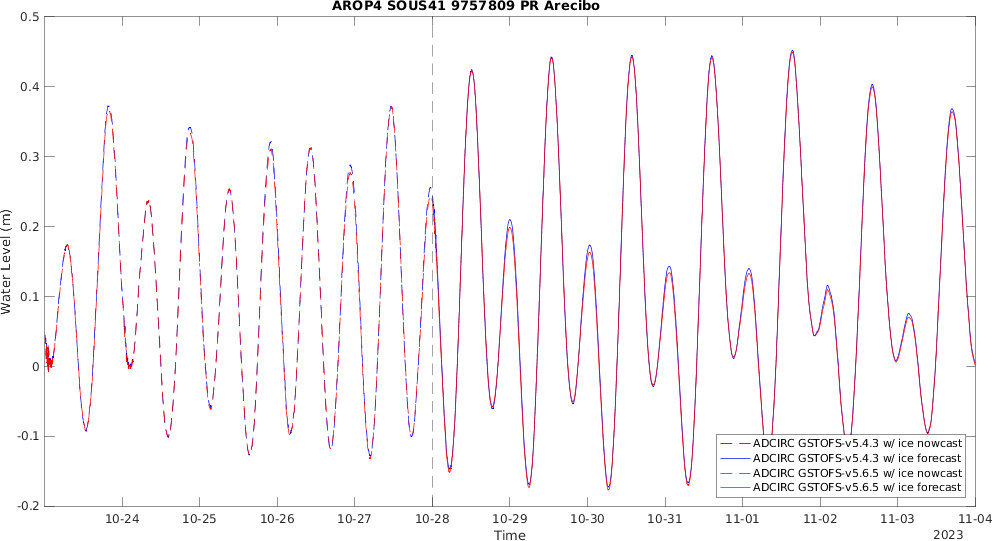 AROP4 SOUS41 9757809 PR Arecibo
0.5
0.4
0.3
0.2
0.1
0
-0.1
-0.2
Water Level (m)
ADCIRC GSTOFS-v5.4.3 w/ ice nowcast
ADCIRC GSTOFS-v5.4.3 w/ ice forecast
ADCIRC GSTOFS-v5.6.5 w/ ice nowcast
ADCIRC GSTOFS-v5.6.5 w/ ice forecast
10-24 10-25 10-26 10-27 10-28 10-29 10-30 10-31 11-01 11-02 11-03 11-04
Time
2023